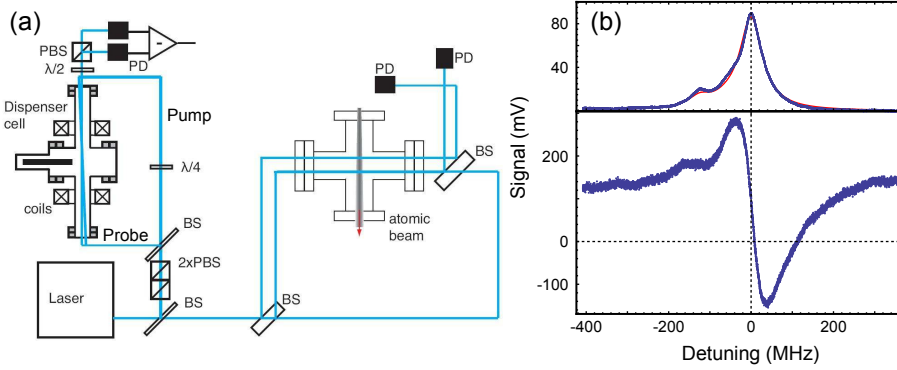 (a)
PBS
λ/2
PD
-
Dispenser
cell
Pump
λ/4
coils
Probe
BS
2xPBS
BS
Laser
PD
PD
BS
atomic
beam
BS
(b)
80
40
0
Signal (mV)
200
0
-100
-400
-200
0
200
Detuning (MHz)